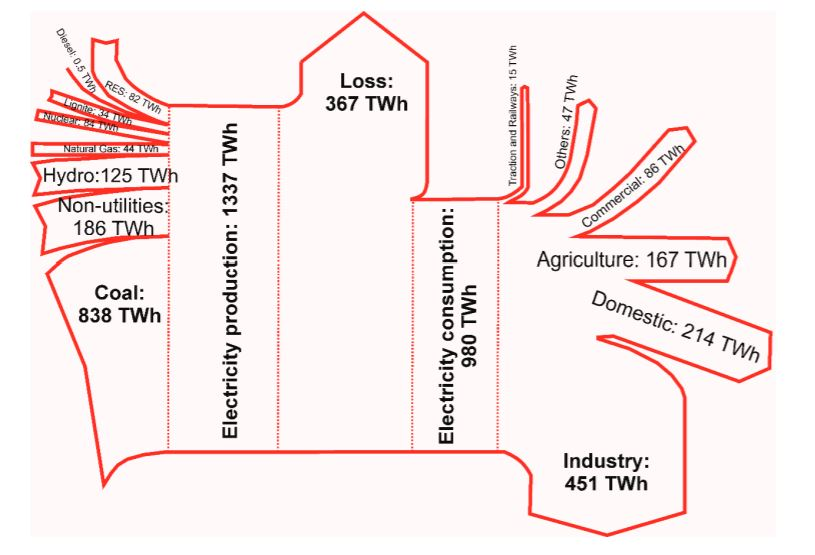 Diesel: 0.5 TWh
RES: 82 TWh
Lignite: 34 TWh
Nuclear: 84 TWh
Natural Gas: 44 TWh
Hydro:125 TWh
Non-utilities:
186 TWh
Coal:
838 TWh
Electricity production: 1337 TWh
Loss:
367 TWh
Electricity consumption:
980 TWh
Traction and Railways: 15 TWh
Others: 47 TWh
Commercial: 86 TWh
Agriculture: 167 TWh
Domestic: 214 TWh
Industry:
451 TWh